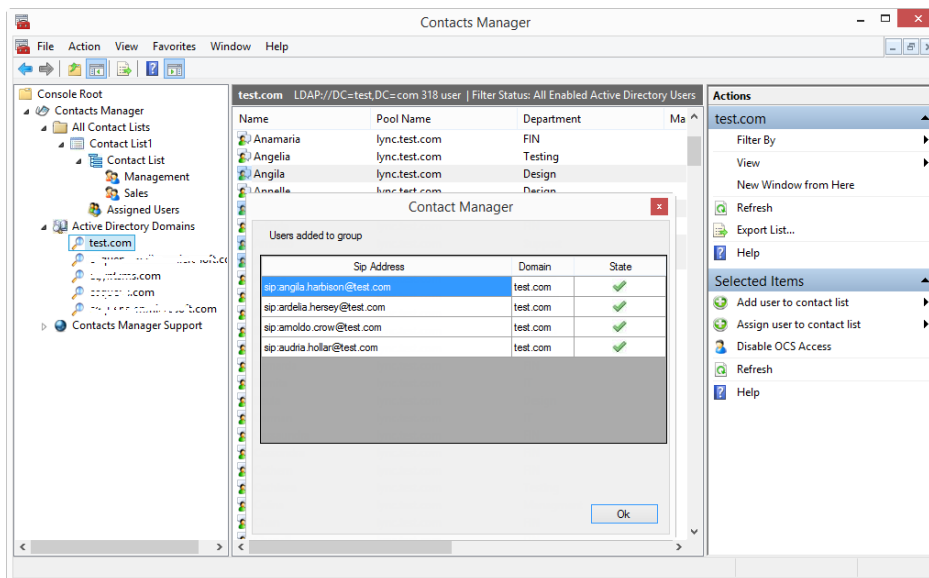 Contacts Manager
File Action View Favorites Window Help
Console Root
Contacts Manager
All Contact Lists
Contact List1
Contact List
Management
Sales
Assigned Users
Active Directory Domains
test.com
Contacts Manager Support
test.com LDAP://DC=test,DC=com 318 user | Filter Status: All Enabled Active Directory Users
Name Pool Name Department Ma
Anamaria lync.test.com FIN
Angelia lync.test.com Testing
Angila lync.test.com Design
Annelle lync.test.com Design
Contact Manager
x
Users added to group
Sip Address Domain State
sip:angila.harbison@test.com test.com
sip:ardelia.hersey@test.com test.com
sip:arnoldo.crow@test.com test.com
sip:audria.hollar@test.com test.com
Ok
Actions
test.com
Filter By
View
New Window from Here
Refresh
Export List...
Help
Selected Items
Add user to contact list
Assign user to contact list
Disable OCS Access
Refresh
Help